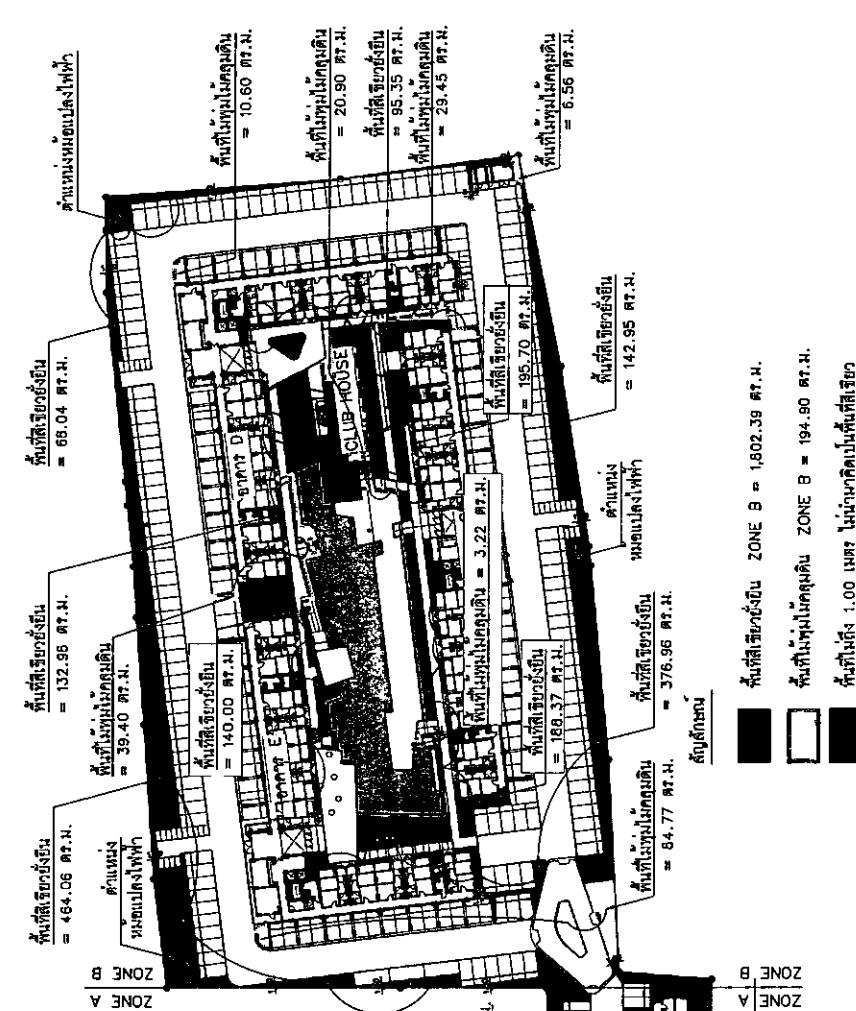 ตำแหน่งหม้อแปลงไฟฟ้า
พื้นที่ไม้พุ่มไม้คลุมดิน
= 10.60 ตร.ม.
พื้นที่ไม้พุ่มไม้คลุมดิน
= 20.90 ตร.ม.
พื้นที่สีเขียวยั่งยืน
= 95.35 ตร.ม.
พื้นที่ไม้พุ่มไม้คลุมดิน
= 29.45 ตร.ม.
พื้นที่ไม้พุ่มไม้คลุมดิน
= 6.56 ตร.ม.
พื้นที่สีเขียวยั่งยืน
= 66.04 ตร.ม.
พื้นที่สีเขียวยั่งยืน
= 132.96 ตร.ม.
พื้นที่ไม้พุ่มไม้คลุมดิน
= 39.40 ตร.ม.
พื้นที่สีเขียวยั่งยืน
= 140.00 ตร.ม.
พื้นที่สีเขียวยั่งยืน
= 464.06 ตร.ม.
ตำแหน่ง
หม้อแปลงไฟฟ้า
อาคาร D
อาคาร E
CLUB HOUSE
พื้นที่สีเขียวยั่งยืน
= 195.70 ตร.ม.
พื้นที่สีเขียวยั่งยืน
= 142.95 ตร.ม.
ตำแหน่ง
หม้อแปลงไฟฟ้า
พื้นที่ไม้พุ่มไม้คลุมดิน = 3.22 ตร.ม.
พื้นที่สีเขียวยั่งยืน
= 188.37 ตร.ม.
พื้นที่สีเขียวยั่งยืน
= 376.96 ตร.ม.
พื้นที่ไม้พุ่มไม้คลุมดิน
= 84.77 ตร.ม.
ZONE B
ZONE A
ZONE B
ZONE A
สัญลักษณ์
พื้นที่สีเขียวยั่งยืน ZONE B = 1,802.39 ตร.ม.
พื้นที่ไม้พุ่มไม้คลุมดิน ZONE B = 194.90 ตร.ม.
พื้นที่ไม่ถึง 1.00 เมตร ไม่นำมาคิดเป็นพื้นที่สีเขียว